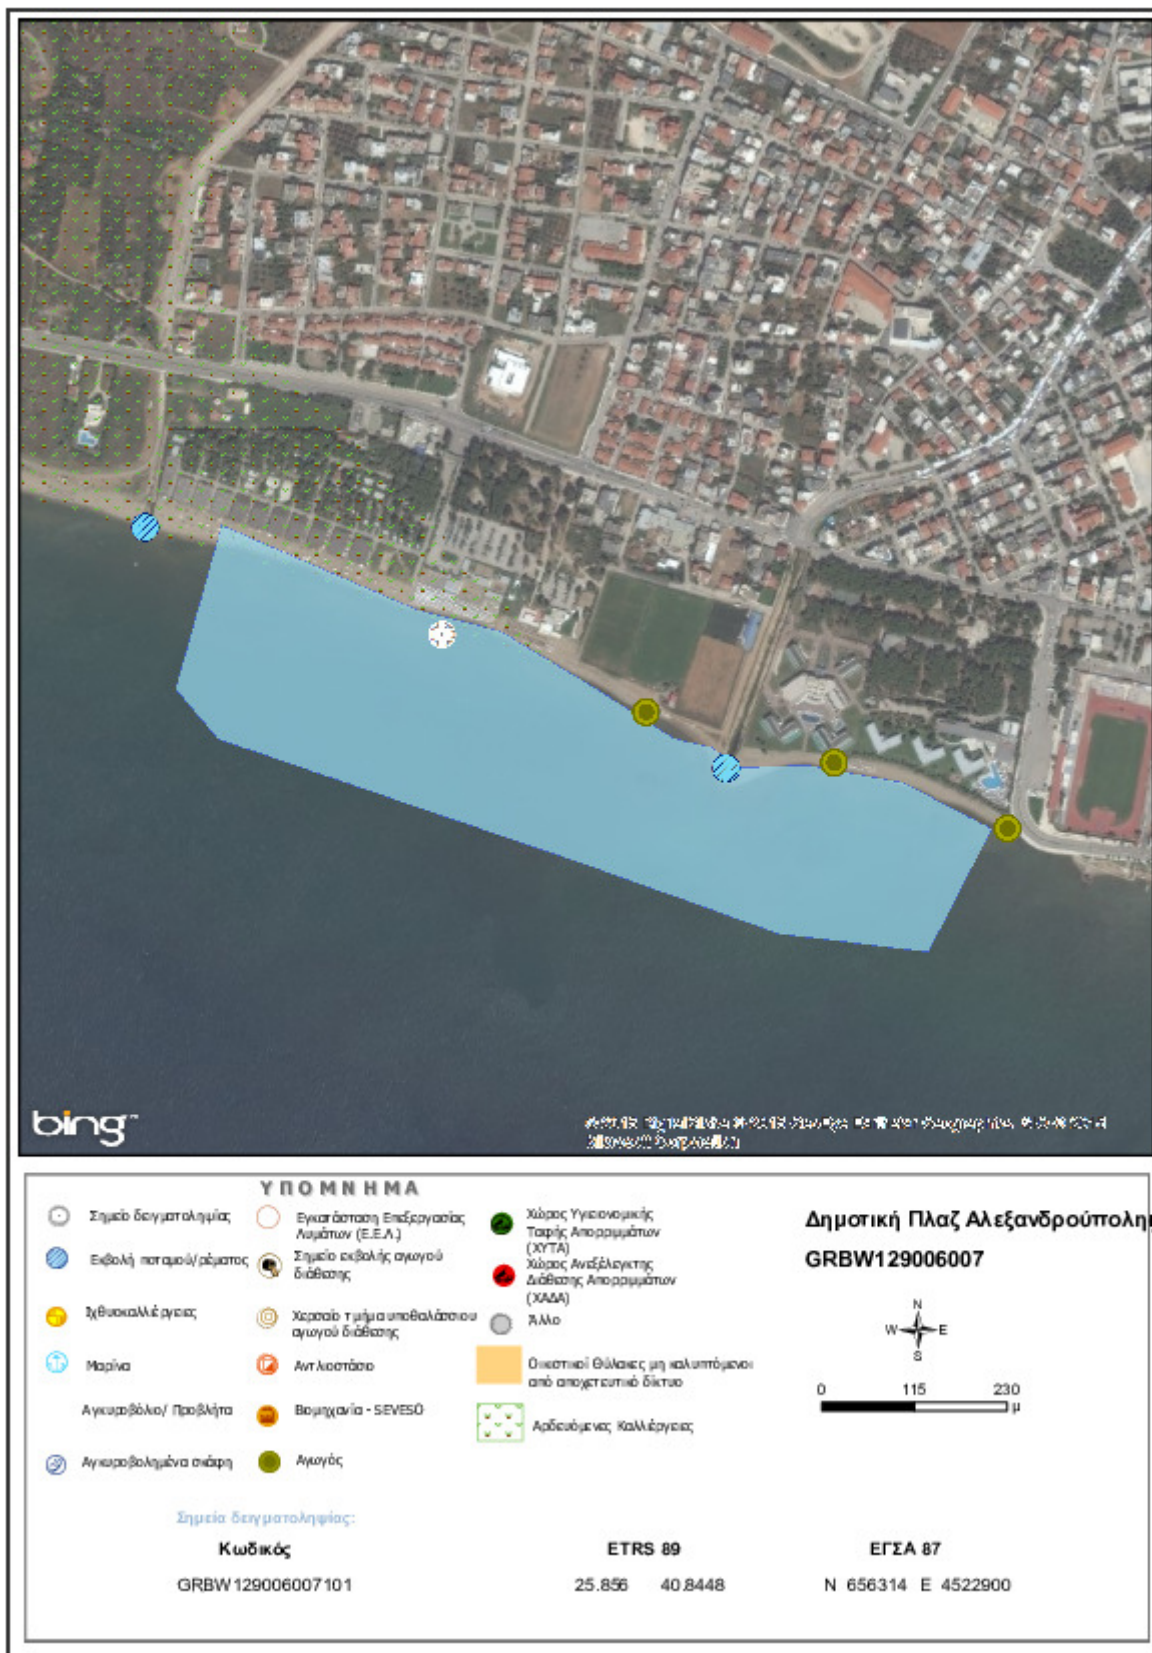 bing
ΥΠΟΜΝΗΜΑ
Σημείο δειγματοληψίας
Εκβολή ποταμού/ρέματος
Ιχθυοκαλλιέργειες
Μαρίνα
Αγκυροβόλιο/ Προβλήτα
Αγκυροβολημένα σκάφη
Εγκατάσταση Επεξεργασίας
Λυμάτων (Ε.Ε.Λ.)
Σημείο εκβολής αγωγού
διάθεσης
Χερσαίο τμήμα υποθαλάσσιου
αγωγού διάθεσης
Αντλιοστάσιο
Βιομηχανία - SEVESO
Αγωγός
Χώρος Υγειονομικής
Ταφής Απορριμμάτων
(ΧΥΤΑ)
Χώρος Ανεξέλεγκτης
Διάθεσης Απορριμμάτων
(ΧΑΔΑ)
Άλλο
Οικιστικοί Θύλακες μη καλυπτόμενοι
από αποχετευτικό δίκτυο
Αρδευόμενες Καλλιέργειες
Δημοτική Πλαζ Αλεξανδρούπολη
GRBW129006007
N
W E
S
0 115 230
μ
Σημεία δειγματοληψίας:
Κωδικός ETRS 89 ΕΓΣΑ 87
GRBW129006007101 25.856 40.8448 N 656314 E 4522900